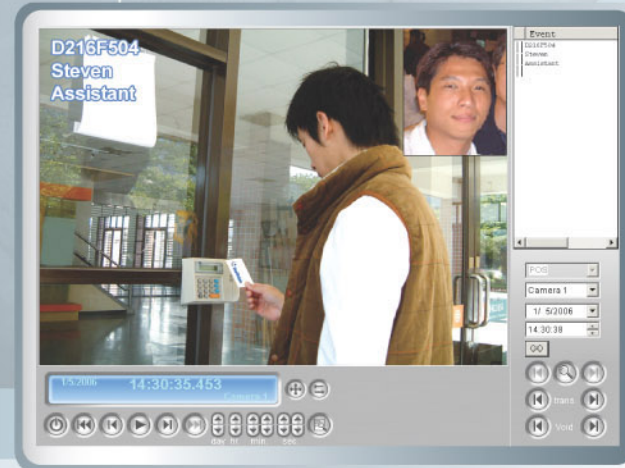 D216F504
Steven
Assistant
Event
D216F504
Steven
Assistant
POS
Camera 1
1/ 5/2006
14:30:38
GO
trans.
Void
1/5/2006
14:30:35.453
Camera 1
day hr min sec